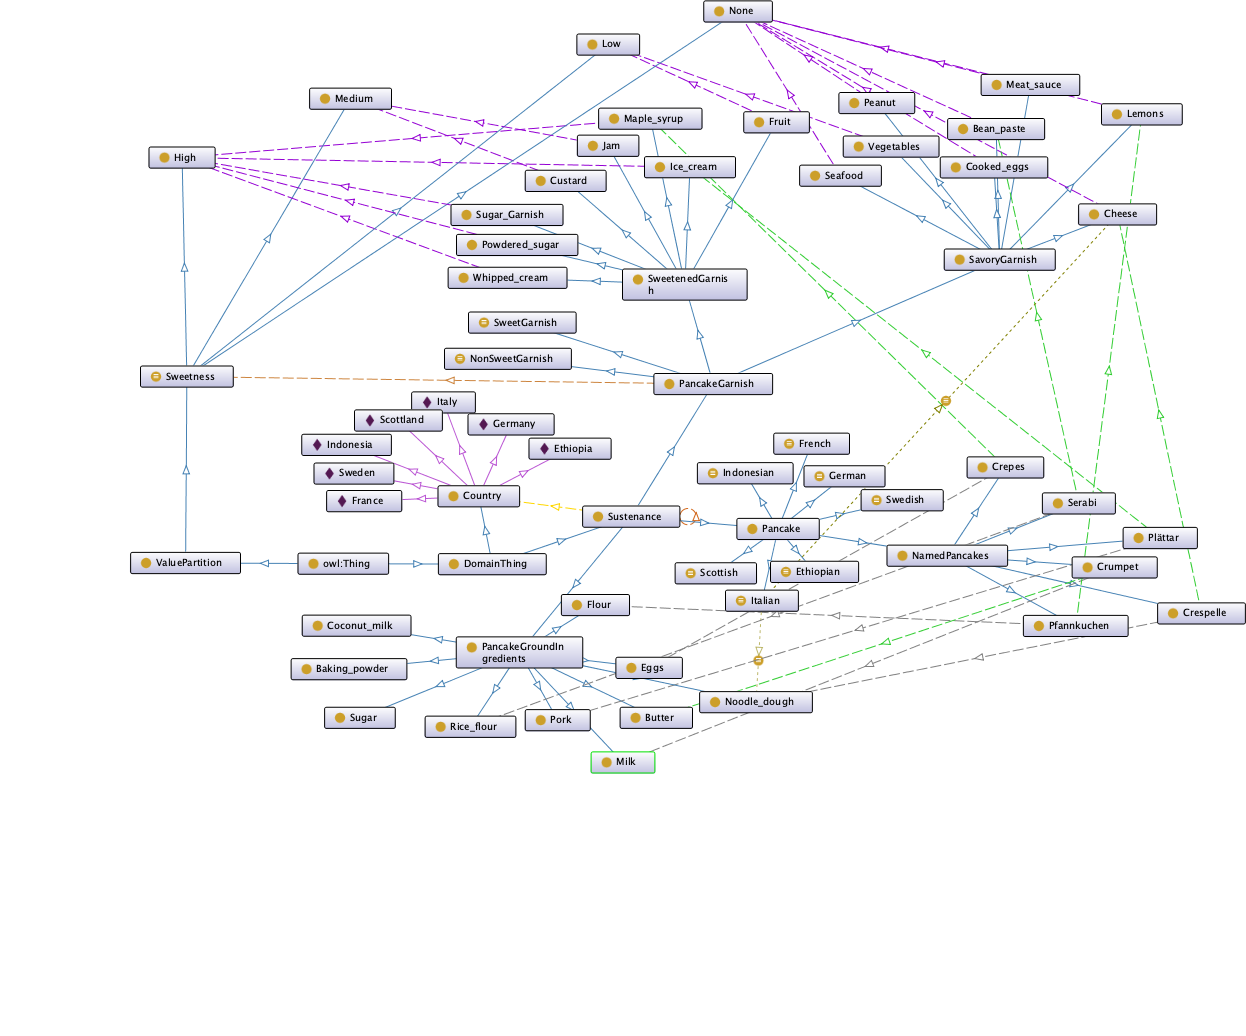 None
Low
Meat_sauce
Medium
Peanut
Lemons
Maple_syrup
Fruit
Bean_paste
Jam
Vegetables
High
Ice_cream
Cooked_eggs
Custard
Seafood
Sugar_Garnish
Cheese
Powdered_sugar
SavoryGarnish
Whipped_cream
SweetenedGarnis
h
SweetGarnish
NonSweetGarnish
Sweetness
PancakeGarnish
Italy
Scottland
Germany
Indonesia
French
Ethiopia
Sweden
Indonesian
German
Crepes
France
Country
Swedish
Serabi
Sustenance
Pancake
Plättar
ValuePartition
owl:Thing
DomainThing
NamedPancakes
Scottish
Ethiopian
Crumpet
Flour
Italian
Crespelle
Coconut_milk
Pfannkuchen
PancakeGroundIn
gredients
Baking_powder
Eggs
Noodle_dough
Sugar
Rice_flour
Pork
Butter
Milk